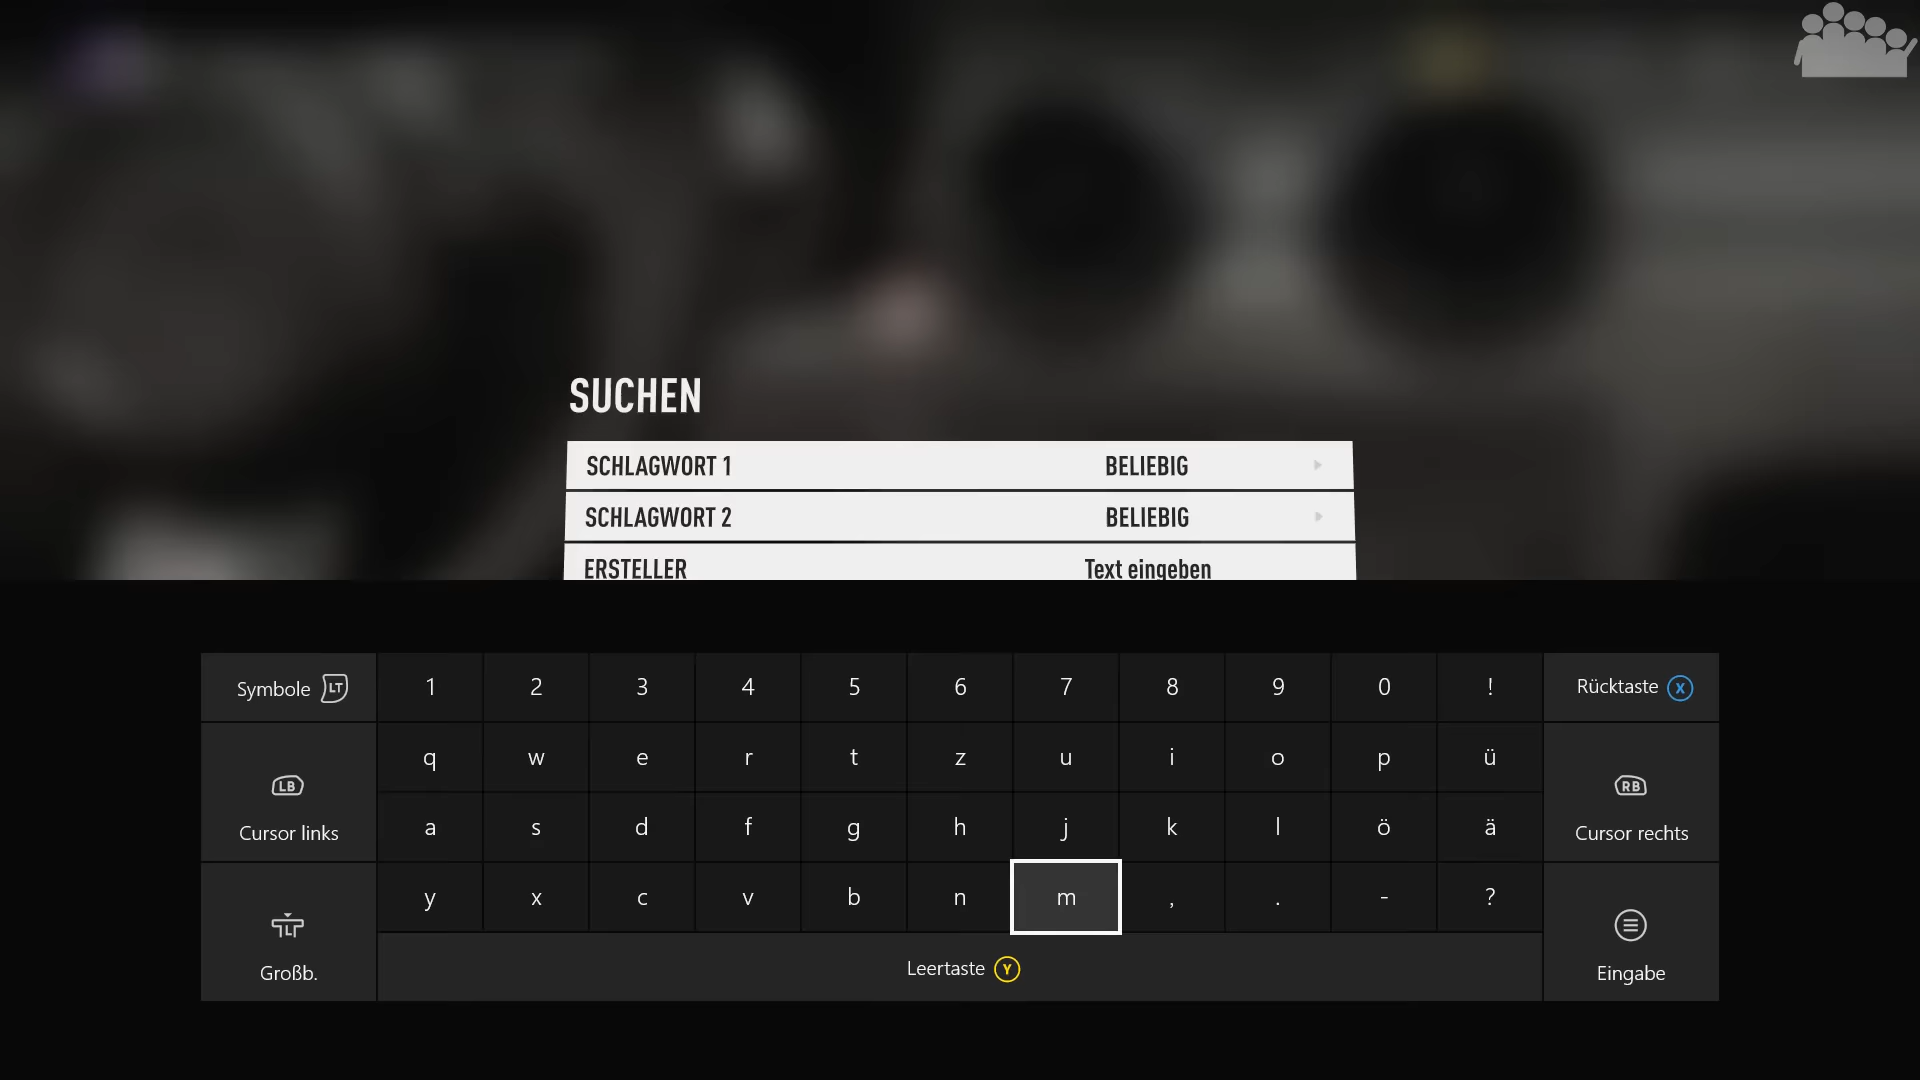 SUCHEN
SCHLAGWORT 1 BELIEBIG
SCHLAGWORT 2 BELIEBIG
ERSTELLER Text eingeben
Symbole LT 1 2 3 4 5 6 7 8 9 0 ! Rücktaste X
q w e r t z u i o p ü
LB Cursor links a s d f g h j k l ö ä RB Cursor rechts
y x c v b n m , . - ?
LT Großb. Leertaste Y Eingabe